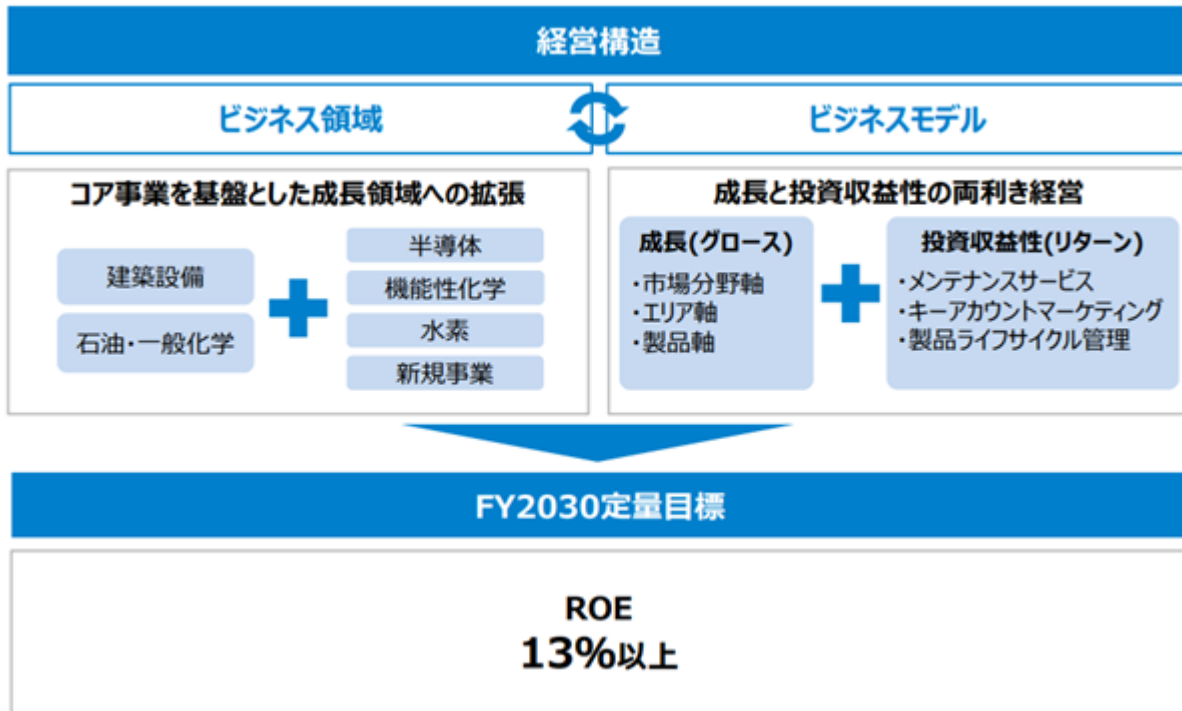 経営構造
ビジネス領域
ビジネスモデル
コア事業を基盤とした成長領域への拡張
建築設備
石油・一般化学
半導体
機能性化学
水素
新規事業
成長と投資収益性の両利き経営
成長(グロース)
・市場分野軸
・エリア軸
・製品軸
投資収益性(リターン)
・メンテナンスサービス
・キーアカウントマーケティング
・製品ライフサイクル管理
FY2030定量目標
ROE
13%以上